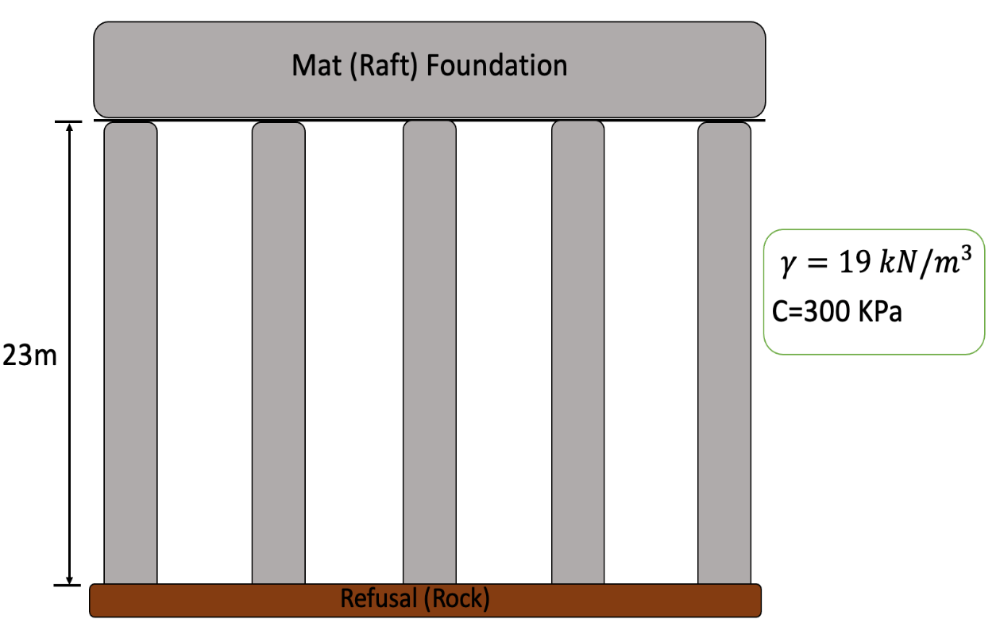 Mat (Raft) Foundation
γ = 19 kN/m³
C=300 KPa
23m
Refusal (Rock)